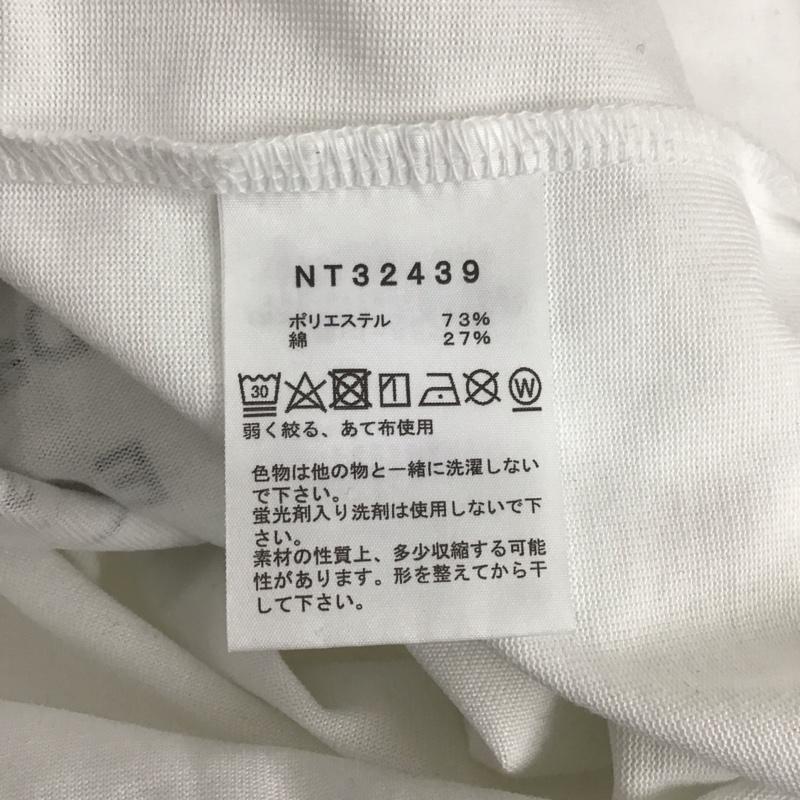 NT32439
ポリエステル 73%
綿 27%
30 W
弱く絞る、あて布使用
色物は他の物と一緒に洗濯しない
で下さい。
蛍光剤入り洗剤は使用しないで下
さい。
素材の性質上、多少収縮する可能
性があります。形を整えてから干
して下さい。